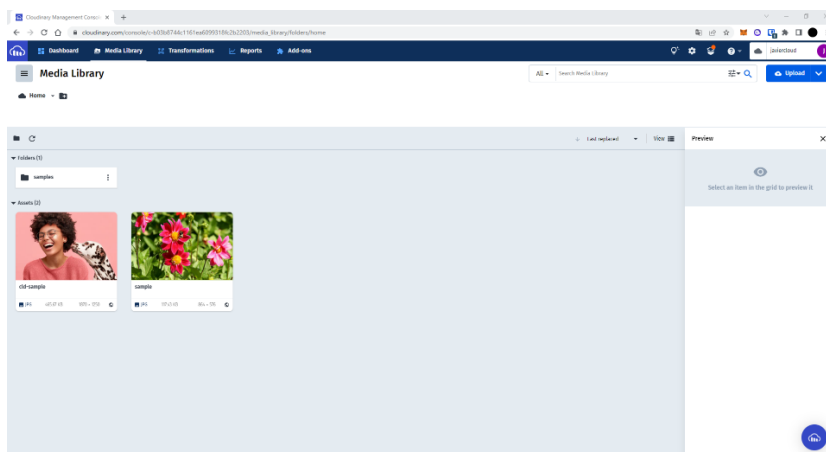 Cloudinary Management Consol
cloudinary.com/console/
media_library/folders/home
Dashboard Media Library Transformations Reports Add-ons
javiercloud
Media Library
All Search Media Library
Upload
Home
Last replaced View Preview
Folders (1)
samples
Select an item in the grid to preview it
Assets (2)
cld-sample sample
JPG JPG